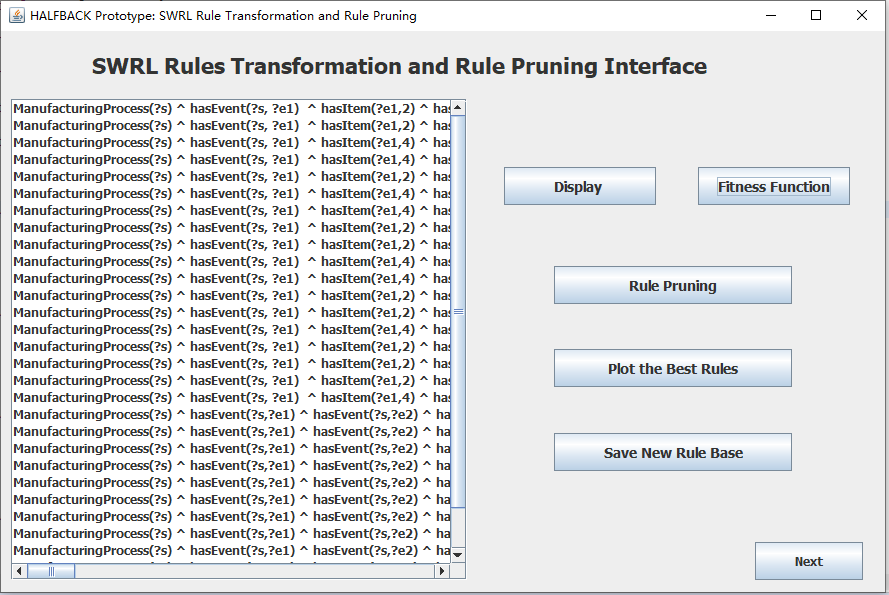 HALFBACK Prototype: SWRL Rule Transformation and Rule Pruning
SWRL Rules Transformation and Rule Pruning Interface
ManufacturingProcess(?s) ^ hasEvent(?s, ?e1)  ^ hasItem(?e1,2) ^ has
ManufacturingProcess(?s) ^ hasEvent(?s, ?e1)  ^ hasItem(?e1,2) ^ has
ManufacturingProcess(?s) ^ hasEvent(?s, ?e1)  ^ hasItem(?e1,4) ^ has
ManufacturingProcess(?s) ^ hasEvent(?s, ?e1)  ^ hasItem(?e1,4) ^ has
ManufacturingProcess(?s) ^ hasEvent(?s, ?e1)  ^ hasItem(?e1,2) ^ has
ManufacturingProcess(?s) ^ hasEvent(?s, ?e1)  ^ hasItem(?e1,4) ^ has
ManufacturingProcess(?s) ^ hasEvent(?s, ?e1)  ^ hasItem(?e1,4) ^ has
ManufacturingProcess(?s) ^ hasEvent(?s, ?e1)  ^ hasItem(?e1,2) ^ has
ManufacturingProcess(?s) ^ hasEvent(?s, ?e1)  ^ hasItem(?e1,2) ^ has
ManufacturingProcess(?s) ^ hasEvent(?s, ?e1)  ^ hasItem(?e1,4) ^ has
ManufacturingProcess(?s) ^ hasEvent(?s, ?e1)  ^ hasItem(?e1,4) ^ has
ManufacturingProcess(?s) ^ hasEvent(?s, ?e1)  ^ hasItem(?e1,2) ^ has
ManufacturingProcess(?s) ^ hasEvent(?s, ?e1)  ^ hasItem(?e1,2) ^ has
ManufacturingProcess(?s) ^ hasEvent(?s, ?e1)  ^ hasItem(?e1,4) ^ has
ManufacturingProcess(?s) ^ hasEvent(?s, ?e1)  ^ hasItem(?e1,2) ^ has
ManufacturingProcess(?s) ^ hasEvent(?s, ?e1)  ^ hasItem(?e1,2) ^ has
ManufacturingProcess(?s) ^ hasEvent(?s, ?e1)  ^ hasItem(?e1,2) ^ has
ManufacturingProcess(?s) ^ hasEvent(?s, ?e1)  ^ hasItem(?e1,4) ^ has
ManufacturingProcess(?s) ^ hasEvent(?s,?e1) ^ hasEvent(?s,?e2) ^ ha
ManufacturingProcess(?s) ^ hasEvent(?s,?e1) ^ hasEvent(?s,?e2) ^ ha
ManufacturingProcess(?s) ^ hasEvent(?s,?e1) ^ hasEvent(?s,?e2) ^ ha
ManufacturingProcess(?s) ^ hasEvent(?s,?e1) ^ hasEvent(?s,?e2) ^ ha
ManufacturingProcess(?s) ^ hasEvent(?s,?e1) ^ hasEvent(?s,?e2) ^ ha
ManufacturingProcess(?s) ^ hasEvent(?s,?e1) ^ hasEvent(?s,?e2) ^ ha
ManufacturingProcess(?s) ^ hasEvent(?s,?e1) ^ hasEvent(?s,?e2) ^ ha
ManufacturingProcess(?s) ^ hasEvent(?s,?e1) ^ hasEvent(?s,?e2) ^ ha
ManufacturingProcess(?s) ^ hasEvent(?s,?e1) ^ hasEvent(?s,?e2) ^ ha
Display
Fitness Function
Rule Pruning
Plot the Best Rules
Save New Rule Base
Next